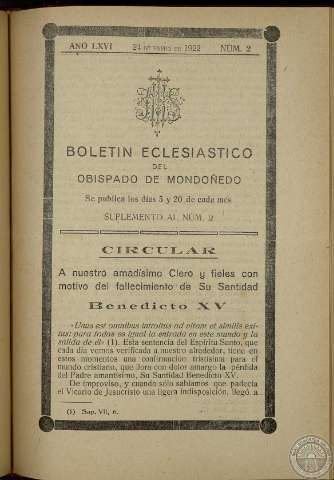 AÑO LXVI 24 DE ENERO DE 1922 NÚM. 2
BOLETIN ECLESIASTICO
DEL
OBISPADO DE MONDOÑEDO
Se publica los días 5 y 20 de cada mes
SUPLEMENTO AL NÚM. 2
CIRCULAR
A nuestro amadísimo Clero y fieles con
motivo del fallecimiento de Su Santidad
Benedicto XV
«Unus est omnibus introitus ad vitam et similis exi-
tus: para todos es igual la entrada en este mundo y la
salida de él» (1). Esta sentencia del Espíritu Santo, que
cada día vemos verificada a nuestro alrededor, tiene en
estos momentos una confirmación tristísima para el
mundo cristiano, que llora con dolor amargo la pérdida
del Padre amantísimo, Su Santidad Benedicto XV.
De improviso, y cuando sólo sabíamos que padecía
el Vicario de Jesucristo una ligera indisposición, llegó a
(1) Sap. VII, 6.